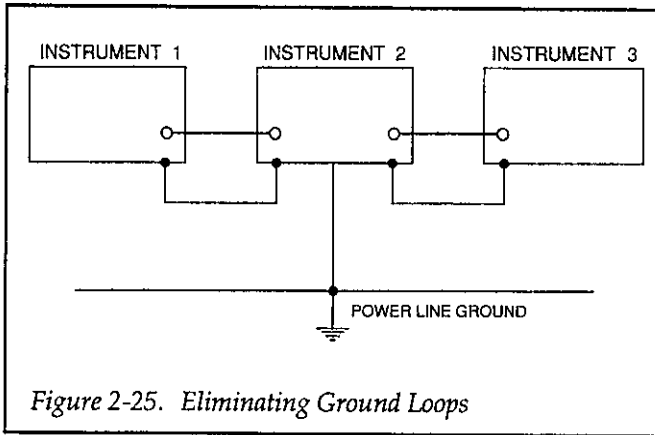 INSTRUMENT 1 INSTRUMENT 2 INSTRUMENT 3
POWER LINE GROUND
Figure 2-25. Eliminating Ground Loops